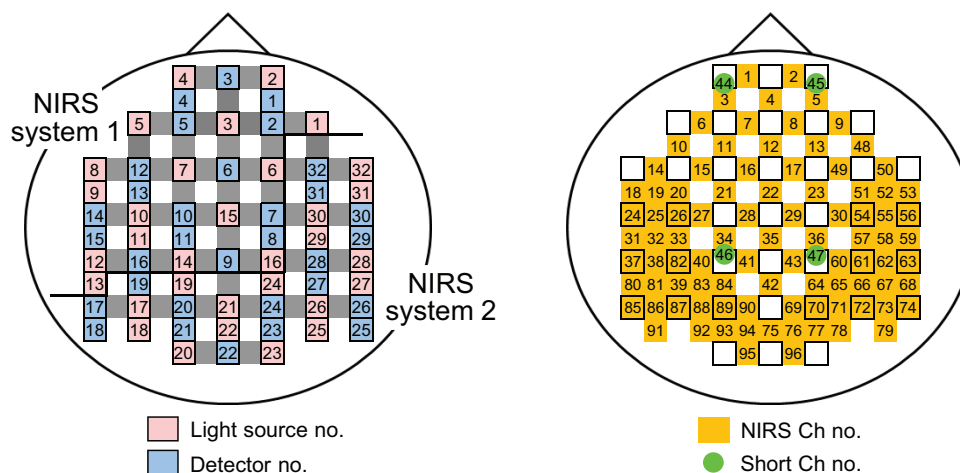 4 3 2
NIRS
system 1
4 1
5 5 3 2 1
8 12 7 6 6 32 32
9 13 31 31
14 10 10 15 7 30 30
15 11 11 8 29 29
12 16 14 9 16 28 28
13 19 19 24 27 27
NIRS
system 2
17 17 20 21 24 26 26
18 18 21 22 23 25 25
20 22 23
Light source no.
Detector no.
44 1 2 45
3 4 5
6 7 8 9
10 11 12 13 48
14 15 16 17 49 50
18 19 20 21 22 23 51 52 53
24 25 26 27 28 29 30 54 55 56
31 32 33 34 35 36 57 58 59
37 38 82 40 46 41 43 47 60 61 62 63
80 81 39 83 84 42 64 65 66 67 68
85 86 87 88 89 90 69 70 71 72 73 74
91 92 93 94 75 76 77 78 79
95 96
NIRS Ch no.
Short Ch no.